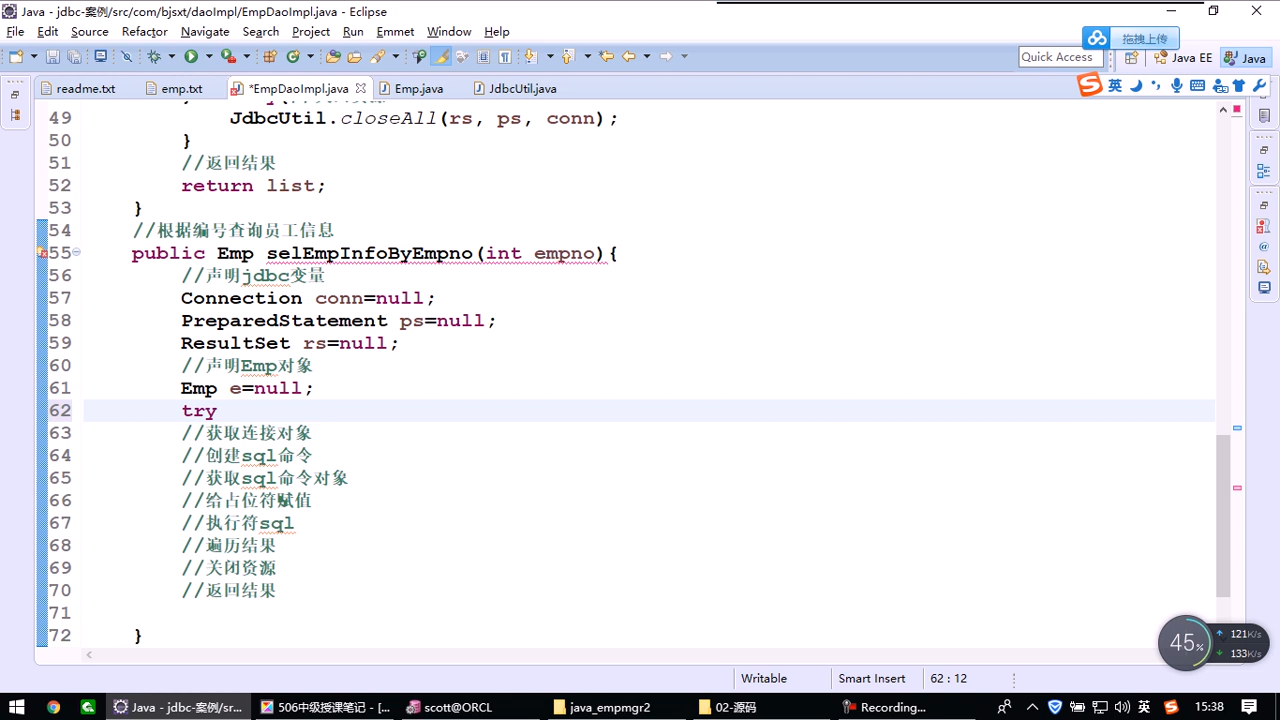 Java - jdbc-案例/src/com/bjsxt/daoImpl/EmpDaoImpl.java - Eclipse
File Edit Source Refactor Navigate Search Project Run Emmet Window Help
拖拽上传
Quick Access
Java EE
Java
readme.txt
emp.txt
*EmpDaoImpl.java
Emp.java
JdbcUtil.java
英
49 JdbcUtil.closeAll(rs, ps, conn);
50 }
51 //返回结果
52 return list;
53 }
54 //根据编号查询员工信息
55 public Emp selEmpInfoByEmpno(int empno){
56 //声明jdbc变量
57 Connection conn=null;
58 PreparedStatement ps=null;
59 ResultSet rs=null;
60 //声明Emp对象
61 Emp e=null;
62 try
63 //获取连接对象
64 //创建sql命令
65 //获取sql命令对象
66 //给占位符赋值
67 //执行符sql
68 //遍历结果
69 //关闭资源
70 //返回结果
71
72 }
45%
121K/s
133K/s
Writable
Smart Insert
62 : 12
Java - jdbc-案例/sr...
506中级授课笔记 - [...
scott@ORCL
java_empmgr2
02-源码
Recording...
英
15:38